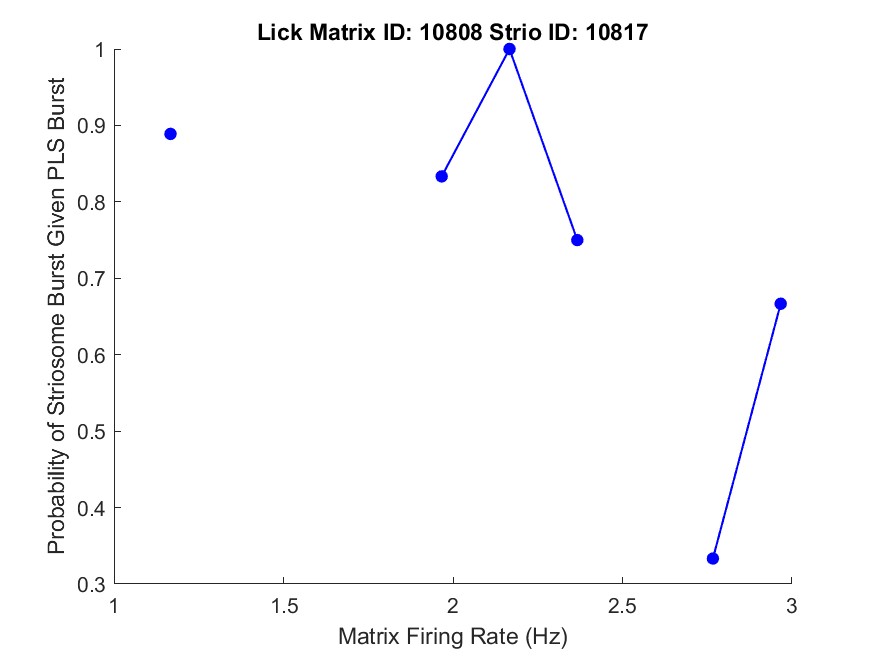 Lick Matrix ID: 10808 Strio ID: 10817
Probability of Striosome Burst Given PLS Burst
1
0.9
0.8
0.7
0.6
0.5
0.4
0.3
1 1.5 2 2.5 3
Matrix Firing Rate (Hz)